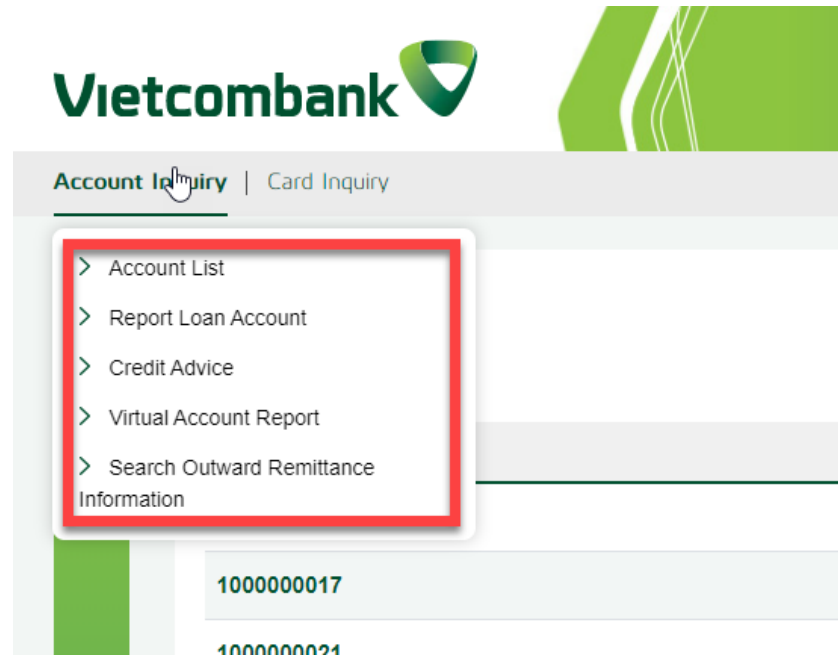 Vietcombank
Account Inquiry | Card Inquiry
Account List
Report Loan Account
Credit Advice
Virtual Account Report
Search Outward Remittance
Information
1000000017
1000000021